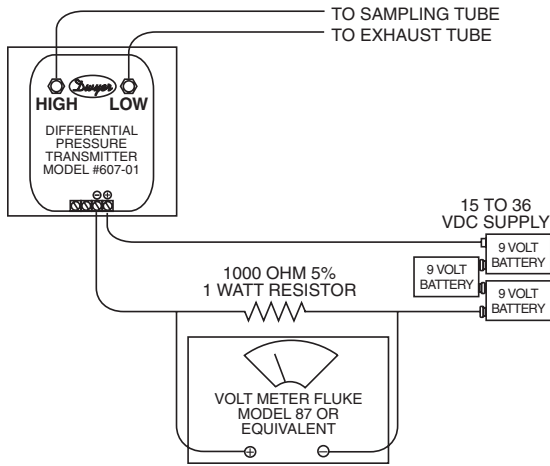 TO SAMPLING TUBE
TO EXHAUST TUBE
Dwyer
HIGH
LOW
DIFFERENTIAL
PRESSURE
TRANSMITTER
MODEL #607-01
⊖ ⊕
15 TO 36
VDC SUPPLY
9 VOLT
BATTERY
9 VOLT
BATTERY
9 VOLT
BATTERY
1000 OHM 5%
1 WATT RESISTOR
VOLT METER FLUKE
MODEL 87 OR
EQUIVALENT
⊕ ⊖